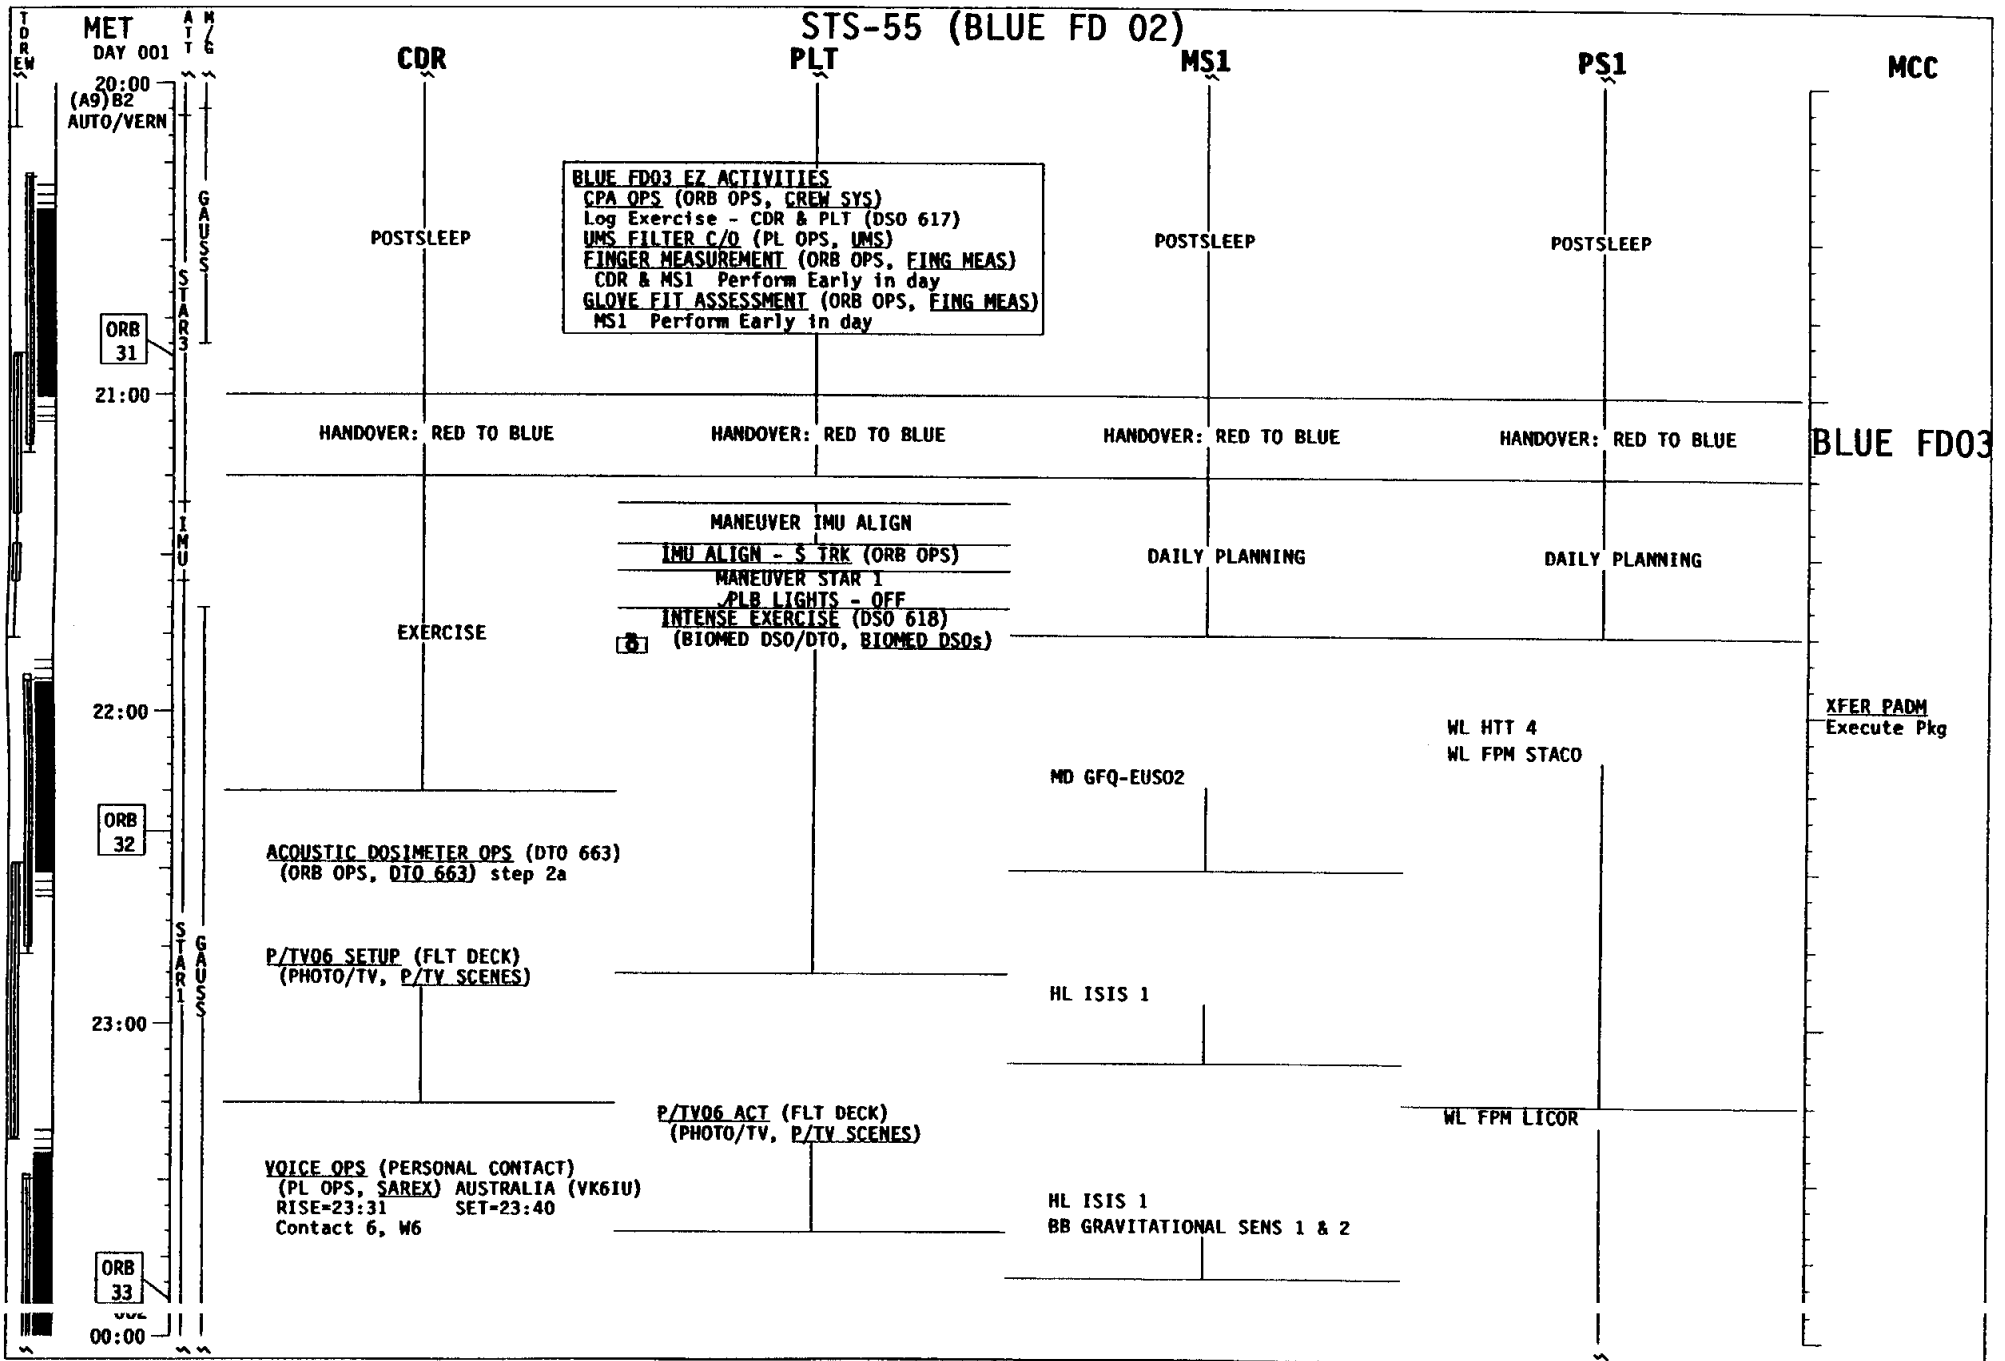 STS-55 (BLUE FD 02)
TDRE W
MET
DAY 001
ATT
M/G
CDR
PLT
MS1
PS1
MCC
20:00
(A9)B2
AUTO/VERN
GAUSS
STAR3
BLUE FD03 EZ ACTIVITIES
CPA OPS (ORB OPS, CREW SYS)
Log Exercise - CDR & PLT (DSO 617)
UMS FILTER C/O (PL OPS, UMS)
FINGER MEASUREMENT (ORB OPS, FING MEAS)
CDR & MS1 Perform Early in day
GLOVE FIT ASSESSMENT (ORB OPS, FING MEAS)
MS1 Perform Early in day
POSTSLEEP
POSTSLEEP
POSTSLEEP
ORB
31
21:00
HANDOVER: RED TO BLUE
HANDOVER: RED TO BLUE
HANDOVER: RED TO BLUE
HANDOVER: RED TO BLUE
BLUE FD03
IMU
MANEUVER IMU ALIGN
IMU ALIGN - S TRK (ORB OPS)
MANEUVER STAR 1
✓PLB LIGHTS - OFF
INTENSE EXERCISE (DSO 618)
(BIOMED DSO/DTO, BIOMED DSOs)
DAILY PLANNING
DAILY PLANNING
EXERCISE
22:00
XFER PADM
Execute Pkg
WL HTT 4
WL FPM STACO
MD GFQ-EUSO2
ORB
32
ACOUSTIC DOSIMETER OPS (DTO 663)
(ORB OPS, DTO 663) step 2a
STAR1
GAUSS
P/TV06 SETUP (FLT DECK)
(PHOTO/TV, P/TV SCENES)
HL ISIS 1
23:00
P/TV06 ACT (FLT DECK)
(PHOTO/TV, P/TV SCENES)
WL FPM LICOR
VOICE OPS (PERSONAL CONTACT)
(PL OPS, SAREX) AUSTRALIA (VK6IU)
RISE=23:31 SET=23:40
Contact 6, W6
HL ISIS 1
BB GRAVITATIONAL SENS 1 & 2
ORB
33
00:00